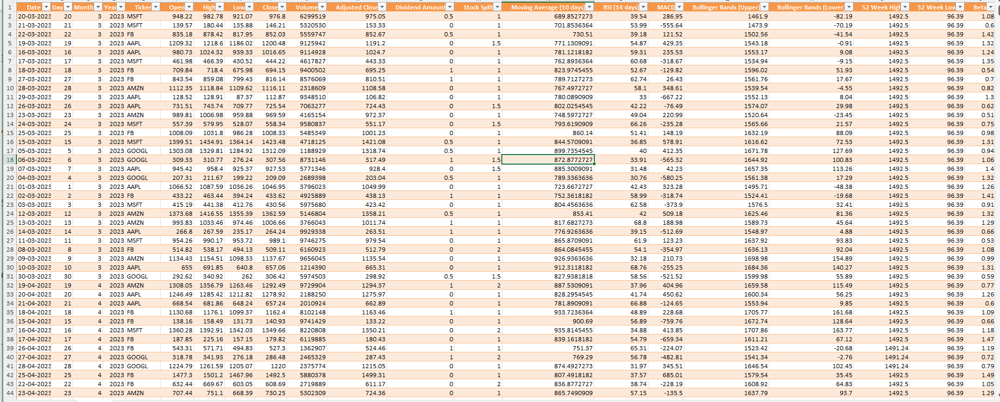 1 Date Day Month Year Ticker Open High Low Close Volume Adjusted Close Dividend Amount Stock Split Moving Average (10 days) RSI (14 days) MACD Bollinger Bands (Upper) Bollinger Bands (Lower) 52 Week High 52 Week Low Beta
2 20-03-2023 20 3 2023 MSFT 948.22 982.78 921.07 976.8 6299519 975.05 0.5 1 689.8527273 39.54 286.95 1461.9 -82.19 1492.5 96.39 1.08
3 21-03-2023 21 3 2023 MSFT 139.57 180.44 135.88 146.21 5320530 153.33 0 1 701.8536364 53.99 -555.64 1473.9 -70.19 1492.5 96.39 0.6
4 22-03-2023 22 3 2023 FB 835.18 878.42 817.95 852.03 5559747 852.67 0.5 1 730.51 39.18 121.52 1502.56 -41.54 1492.5 96.39 1.42
5 19-03-2023 19 3 2023 AAPL 1209.32 1218.6 1186.02 1200.48 9125942 1191.2 0 1.5 771.1309091 54.87 429.35 1543.18 -0.91 1492.5 96.39 1.32
6 16-03-2023 16 3 2023 AAPL 980.73 1024.32 939.33 1016.65 9114928 1024.7 0 1 781.1218182 59.31 235.53 1553.17 9.08 1492.5 96.39 1.24
7 17-03-2023 17 3 2023 MSFT 461.98 466.39 430.52 444.22 4617827 443.33 0 1 762.8936364 60.68 -318.67 1534.94 -9.15 1492.5 96.39 1.35
8 18-03-2023 18 3 2023 FB 709.84 718.4 675.98 694.15 9400502 695.25 1 1 823.9745455 52.67 -129.82 1596.02 51.93 1492.5 96.39 0.54
9 27-03-2023 27 3 2023 FB 843.54 859.08 799.43 816.14 8576069 810.51 1 1 789.7127273 62.74 26.43 1561.76 17.67 1492.5 96.39 0.7
10 28-03-2023 28 3 2023 AMZN 1112.35 1118.84 1109.62 1116.11 2318609 1108.58 0 1 767.4972727 58.1 348.61 1539.54 -4.55 1492.5 96.39 0.82
11 29-03-2023 29 3 2023 AAPL 128.52 128.91 87.37 112.87 9348510 106.82 0 1 780.0890909 33 -667.22 1552.13 8.04 1492.5 96.39 1.3
12 26-03-2023 26 3 2023 AAPL 731.51 743.74 709.77 725.54 7063277 724.43 0 1.5 802.0254545 42.22 -76.49 1574.07 29.98 1492.5 96.39 0.62
13 23-03-2023 23 3 2023 AMZN 989.81 1006.98 959.88 969.59 4165154 972.37 0 1 748.5972727 49.04 220.99 1520.64 -23.45 1492.5 96.39 0.51
14 24-03-2023 24 3 2023 MSFT 557.39 579.95 528.07 558.34 9580837 551.17 0 1.5 793.6190909 66.26 -235.28 1565.66 21.57 1492.5 96.39 0.75
15 25-03-2023 25 3 2023 FB 1008.09 1031.8 986.28 1008.33 5485349 1001.23 0 1 860.14 51.41 148.19 1632.19 88.09 1492.5 96.39 0.98
16 15-03-2023 15 3 2023 MSFT 1399.51 1434.91 1364.14 1423.48 4718125 1421.08 0.5 1 844.5709091 36.85 578.91 1616.62 72.53 1492.5 96.39 1.31
17 05-03-2023 5 3 2023 GOOGL 1303.08 1329.81 1284.92 1312.09 1188929 1318.74 0.5 1 899.7354545 40 412.35 1671.78 127.69 1492.5 96.39 0.94
18 06-03-2023 6 3 2023 GOOGL 309.33 310.77 276.24 307.56 8731146 317.49 1 1.5 872.8772727 33.91 -565.32 1644.92 100.83 1492.5 96.39 1.06
19 07-03-2023 7 3 2023 AAPL 945.42 958.4 925.37 927.53 5771346 928.4 0 1.5 885.3009091 31.48 42.23 1657.35 113.26 1492.5 96.39 1.4
20 04-03-2023 4 3 2023 GOOGL 207.31 211.67 199.22 209.09 2689398 203.04 0.5 1 789.3363636 30.76 -580.25 1561.38 17.29 1492.5 96.39 1.32
21 01-03-2023 1 3 2023 AAPL 1066.52 1087.59 1036.26 1046.95 3796023 1049.99 0 1 723.6672727 42.43 323.28 1495.71 -48.38 1492.5 96.39 1.26
22 02-03-2023 2 3 2023 FB 433.22 463.44 394.24 433.62 4925889 438.13 1 1 752.3618182 58.99 -318.74 1524.41 -19.68 1492.5 96.39 1.41
23 03-03-2023 3 3 2023 MSFT 415.19 441.38 412.76 430.56 5975680 423.42 0 1 804.4563636 62.58 -373.9 1576.5 32.41 1492.5 96.39 0.91
24 12-03-2023 12 3 2023 AMZN 1373.68 1416.55 1355.39 1362.59 5146804 1358.21 0.5 1 853.41 42 509.18 1625.46 81.36 1492.5 96.39 1.32
25 13-03-2023 13 3 2023 AMZN 993.83 1033.46 974.46 1006.66 3766043 1011.74 1 1 817.6827273 68.8 188.98 1589.73 45.64 1492.5 96.39 1.29
26 14-03-2023 14 3 2023 AAPL 266.8 267.59 235.17 264.24 9929338 263.51 1 1 776.9263636 39.15 -512.69 1548.97 4.88 1492.5 96.39 0.66
27 11-03-2023 11 3 2023 MSFT 954.26 990.17 953.72 989.1 9746275 979.54 0 1 865.8709091 61.9 123.23 1637.92 93.83 1492.5 96.39 0.53
28 08-03-2023 8 3 2023 FB 514.82 538.17 494.13 509.11 6160923 512.79 0 2 864.0845455 54.1 -354.97 1636.13 92.04 1492.5 96.39 1.08
29 09-03-2023 9 3 2023 AMZN 1134.43 1154.51 1098.33 1137.67 9656045 1135.54 0 1 926.9363636 32.18 210.73 1698.98 154.89 1492.5 96.39 0.99
30 10-03-2023 10 3 2023 AAPL 655 691.85 640.8 657.06 1214390 665.31 0 1 912.3118182 68.76 -255.25 1684.36 140.27 1492.5 96.39 1.31
31 30-03-2023 30 3 2023 GOOGL 292.62 340.92 262 306.42 5974503 298.92 0.5 1.5 827.9381818 58.56 -521.52 1599.98 55.89 1492.5 96.39 0.59
32 19-04-2023 19 4 2023 AMZN 1308.05 1356.79 1263.46 1292.49 9729904 1294.37 1 2 887.5309091 37.96 404.96 1659.58 115.49 1492.5 96.39 0.77
33 20-04-2023 20 4 2023 AAPL 1246.49 1285.42 1212.82 1278.92 2188250 1275.97 0 1 828.2954545 41.74 450.62 1600.34 56.25 1492.5 96.39 1.26
34 21-04-2023 21 4 2023 AAPL 668.54 681.86 648.24 657.24 2010924 662.89 0 1 781.8909091 66.88 -124.65 1553.94 9.85 1492.5 96.39 0.6
35 18-04-2023 18 4 2023 FB 1130.68 1176.1 1099.37 1162.4 8102148 1163.46 1 1 933.7236364 48.89 228.68 1705.77 161.68 1492.5 96.39 1.09
36 15-04-2023 15 4 2023 FB 138.16 158.49 131.73 140.93 9741429 133.22 0 1 900.69 56.89 -759.76 1672.74 128.64 1492.5 96.39 0.66
37 16-04-2023 16 4 2023 MSFT 1360.28 1392.91 1342.03 1349.66 8220808 1350.21 0 2 935.8145455 34.88 413.85 1707.86 163.77 1492.5 96.39 1.18
38 17-04-2023 17 4 2023 FB 187.85 225.16 157.15 179.82 6119885 180.43 0 1 839.1618182 54.79 -659.34 1611.21 67.12 1492.5 96.39 1.47
39 26-04-2023 26 4 2023 FB 543.31 571.71 494.83 527.3 1362907 524.46 1 1 751.37 65.31 -224.07 1523.42 -20.68 1491.24 96.39 1.19
40 27-04-2023 27 4 2023 GOOGL 318.78 341.93 276.18 286.48 2465329 287.43 1 2 769.29 56.78 -482.81 1541.34 -2.76 1491.24 96.39 0.72
41 28-04-2023 28 4 2023 GOOGL 1224.79 1261.59 1205.07 1220 2375774 1215.05 0 1 874.4927273 31.97 345.51 1646.54 102.45 1491.24 96.39 0.79
42 25-04-2023 25 4 2023 FB 1477.3 1501.2 1467.96 1492.5 5880378 1499.31 0 1 807.4918182 37.57 685.01 1579.54 35.45 1492.5 96.39 1.49
43 22-04-2023 22 4 2023 FB 632.44 669.67 603.05 608.69 2719889 611.17 0 2 836.8772727 38.74 -228.19 1608.92 64.83 1492.5 96.39 1.05
44 23-04-2023 23 4 2023 AMZN 707.44 751.1 668.39 730.25 5302309 724.36 0 1 865.7490909 57.15 -135.5 1637.79 93.7 1492.5 96.39 1.29